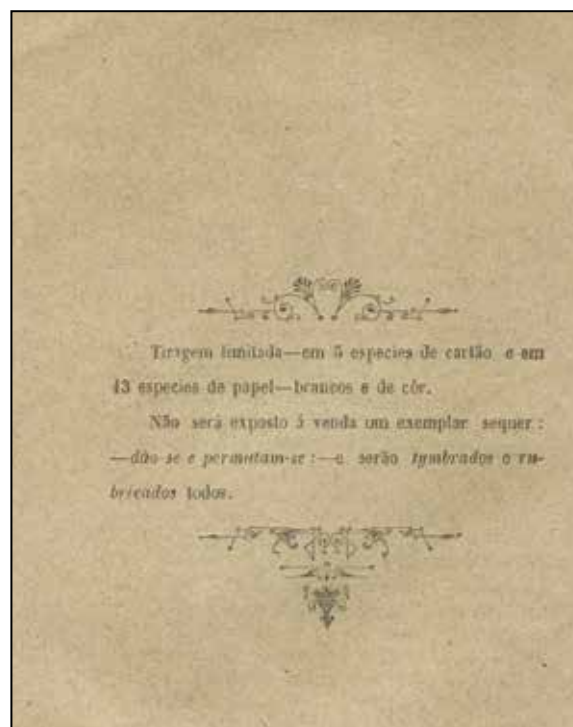 Tiragem limitada—em 5 especies de cartão e em
43 especies de papel—brancos e de côr.
Não será exposto á venda um exemplar sequer :
—dão-se e permutam-se :—e serão tymbrados e ru-
bricados todos.